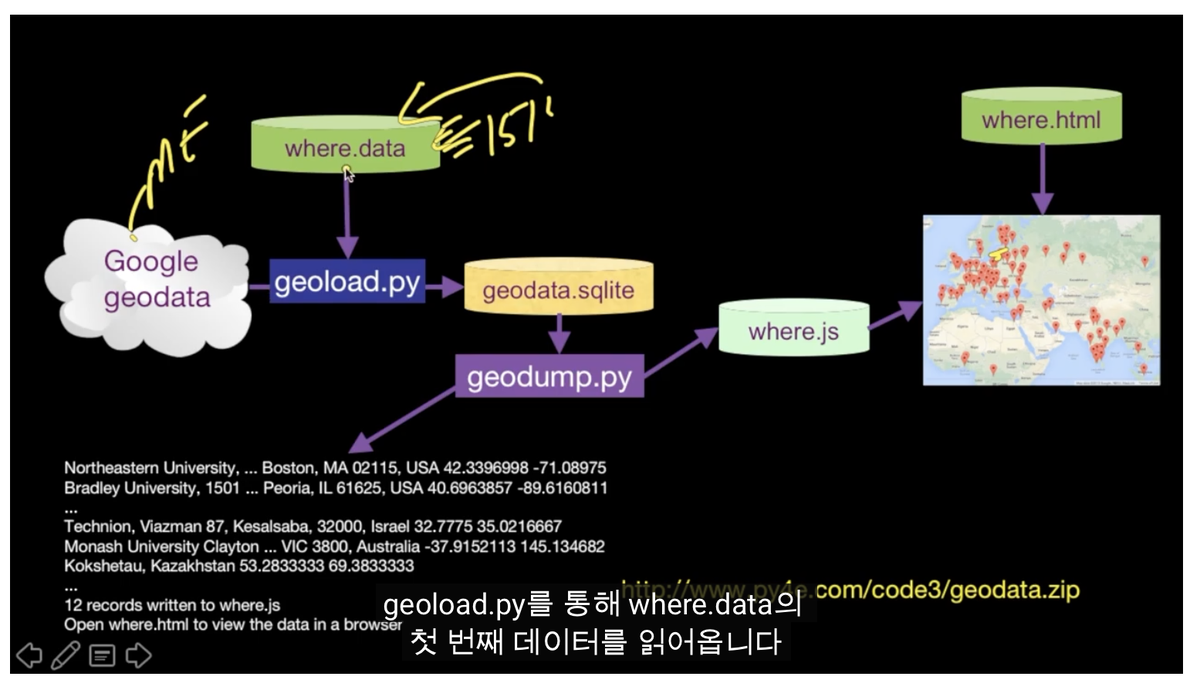 where.data
where.html
Google
geodata
geoload.py
geodata.sqlite
where.js
geodump.py
Northeastern University, ... Boston, MA 02115, USA 42.3396998 -71.08975
Bradley University, 1501 ... Peoria, IL 61625, USA 40.6963857 -89.6160811
...
Technion, Viazman 87, Kesalsaba, 32000, Israel 32.7775 35.0216667
Monash University Clayton ... VIC 3800, Australia -37.9152113 145.134682
Kokshetau, Kazakhstan 53.2833333 69.3833333
...
12 records written to where.js
Open where.html to view the data in a browser
http://www.py4e.com/code3/geodata.zip
geoload.py를 통해 where.data의
첫 번째 데이터를 읽어옵니다